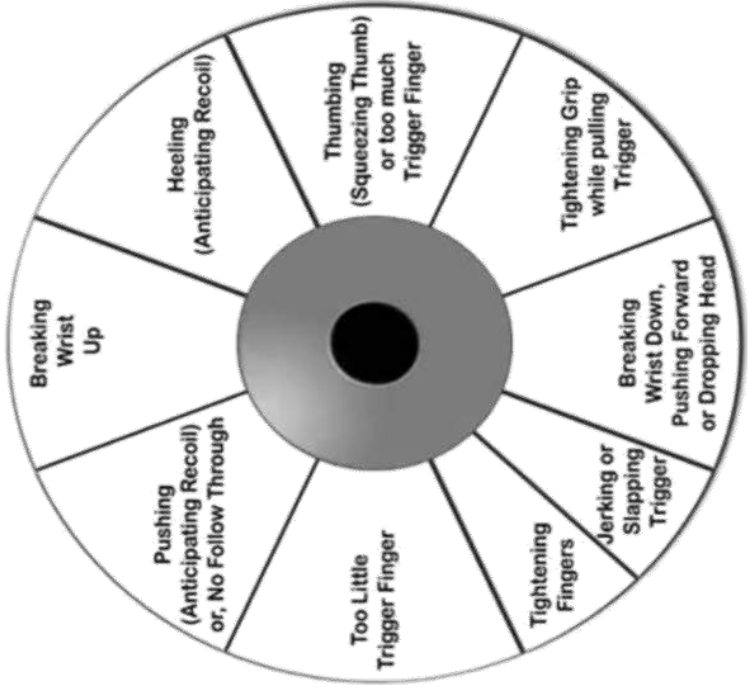 Breaking
Wrist
Up
Heeling
(Anticipating Recoil)
Thumbing
(Squeezing Thumb)
or too much
Trigger Finger
Tightening Grip
while pulling
Trigger
Breaking
Wrist Down,
Pushing Forward
or Dropping Head
Jerking or
Slapping
Trigger
Tightening
Fingers
Too Little
Trigger Finger
Pushing
(Anticipating Recoil)
or, No Follow Through